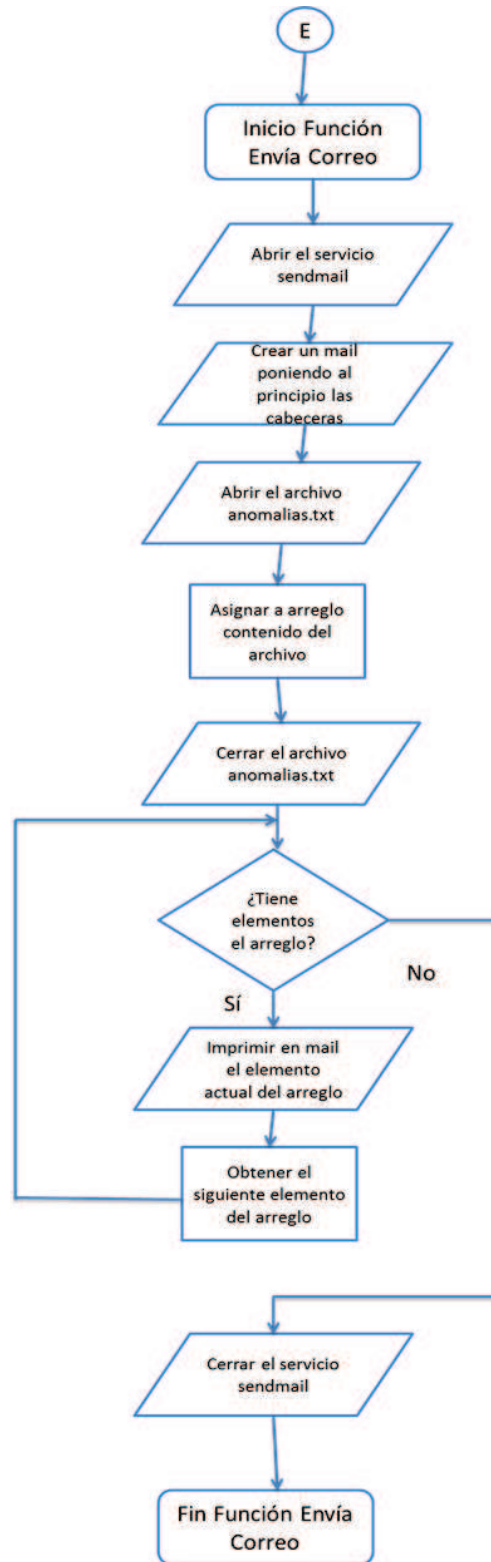 E
Inicio Función
Envía Correo
Abrir el servicio
sendmail
Crear un mail
poniendo al
principio las
cabeceras
Abrir el archivo
anomalias.txt
Asignar a arreglo
contenido del
archivo
Cerrar el archivo
anomalias.txt
¿Tiene
elementos
el arreglo?
No
Sí
Imprimir en mail
el elemento
actual del arreglo
Obtener el
siguiente elemento
del arreglo
Cerrar el servicio
sendmail
Fin Función Envía
Correo